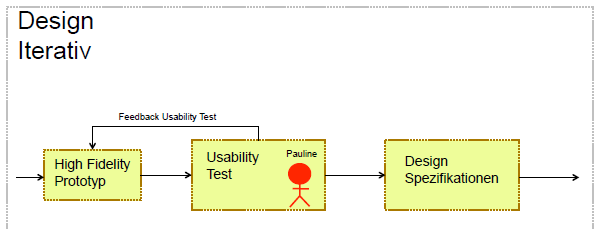 Design
Iterativ
Feedback Usability Test
High Fidelity
Prototyp
Usability
Test
Pauline
Design
Spezifikationen